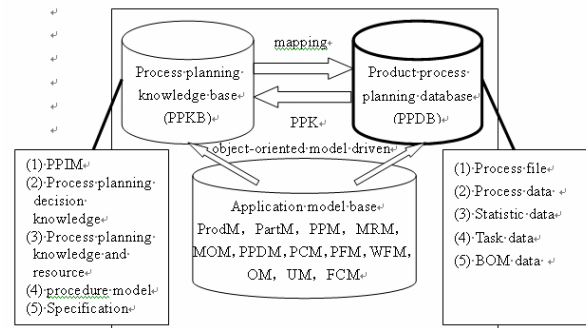 mapping
Process planning
knowledge base
(PPKB)
Product process
planning database
(PPDB)
PPK
object-oriented model driven
(1) PPIM
(2) Process planning
decision
knowledge
(3) Process planning
knowledge and
resource
(4) procedure model
(5) Specification
Application model base
ProdM, PartM, PPM, MRM,
MOM, PPDM, PCM, PFM, WFM,
OM, UM, FCM
(1) Process file
(2) Process data
(3) Statistic data
(4) Task data
(5) BOM data